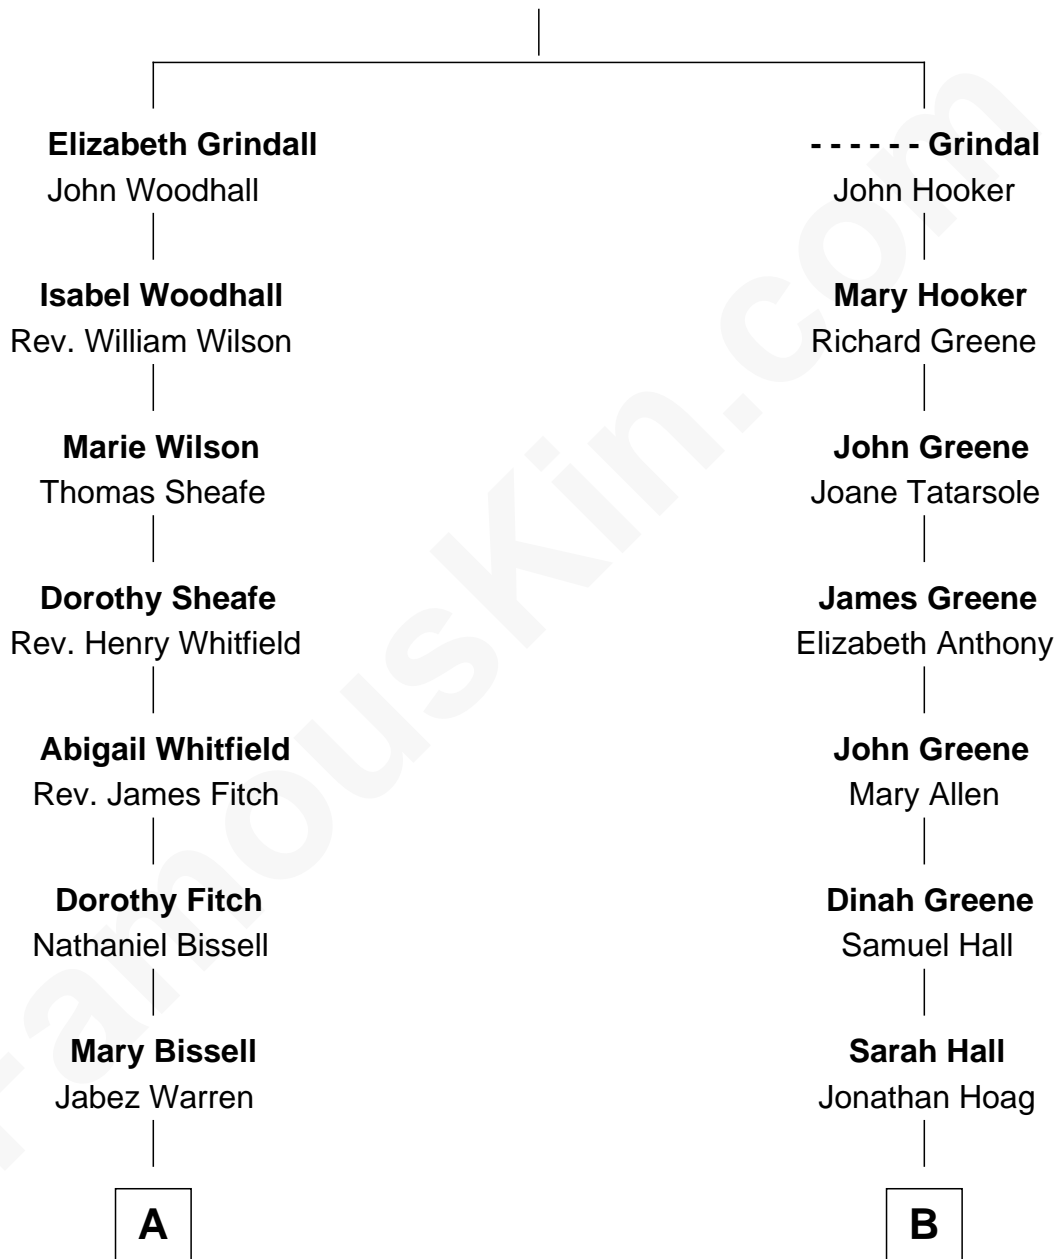 Elizabeth Grindall
John Woodhall
Isabel Woodhall
Rev. William Wilson
Marie Wilson
Thomas Sheafe
Dorothy Sheafe
Rev. Henry Whitfield
Abigail Whitfield
Rev. James Fitch
Dorothy Fitch
Nathaniel Bissell
Mary Bissell
Jabez Warren
A
- - - - - - Grindal
John Hooker
Mary Hooker
Richard Greene
John Greene
Joane Tatarsole
James Greene
Elizabeth Anthony
John Greene
Mary Allen
Dinah Greene
Samuel Hall
Sarah Hall
Jonathan Hoag
B
FamousKin.com